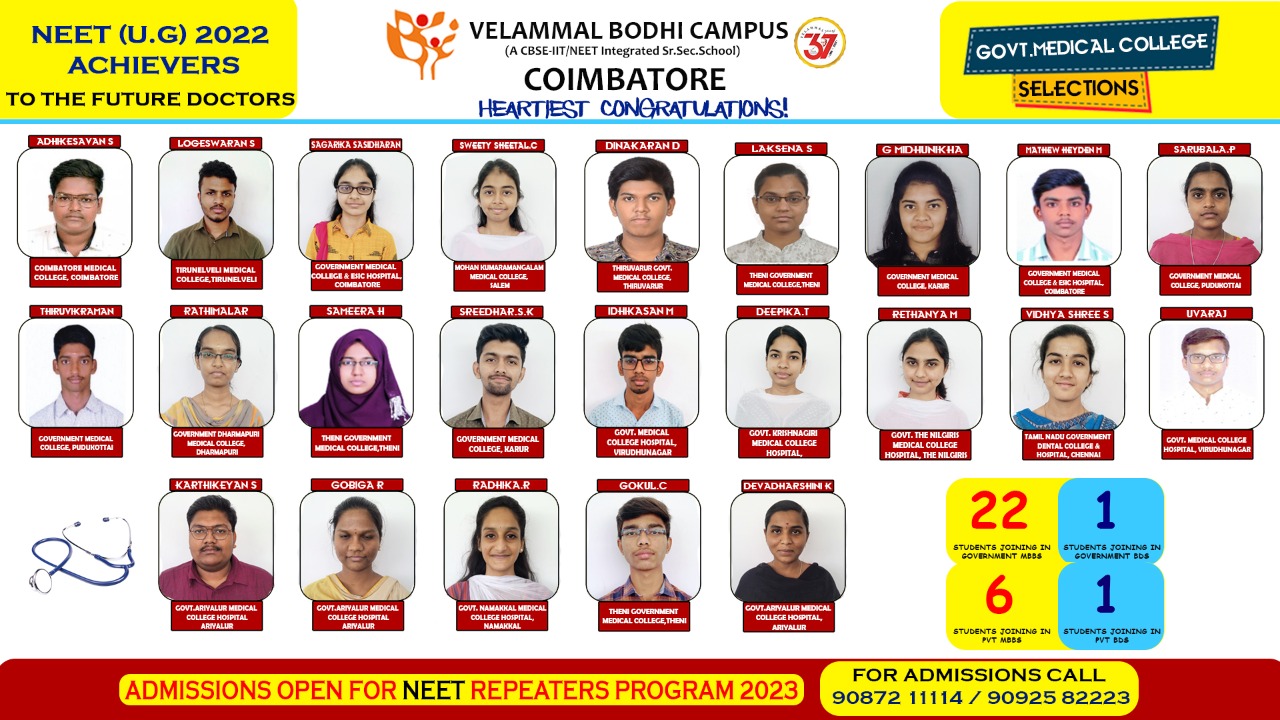 NEET (U.G) 2022
ACHIEVERS
TO THE FUTURE DOCTORS
VELAMMAL BODHI CAMPUS
(A CBSE-IIT/NEET Integrated Sr.Sec.School)
COIMBATORE
HEARTIEST CONGRATULATIONS!
37
GOVT.MEDICAL COLLEGE
SELECTIONS
ADHIKESAVAN S
COIMBATORE MEDICAL
COLLEGE, COIMBATORE
LOGESWARAN S
TIRUNELVELI MEDICAL
COLLEGE,TIRUNELVELI
SAGARIKA SASIDHARAN
GOVERNMENT MEDICAL
COLLEGE & ESIC HOSPITAL,
COIMBATORE
SWEETY SHEETAL.C
MOHAN KUMARAMANGALAM
MEDICAL COLLEGE,
SALEM
DINAKARAN D
THIRUVARUR GOVT.
MEDICAL COLLEGE,
THIRUVARUR
LAKSENA S
THENI GOVERNMENT
MEDICAL COLLEGE,THENI
G MIDHUNIKHA
GOVERNMENT MEDICAL
COLLEGE, KARUR
MATHEW HEYDEN M
GOVERNMENT MEDICAL
COLLEGE & ESIC HOSPITAL,
COIMBATORE
SARUBALA.P
GOVERNMENT MEDICAL
COLLEGE, PUDUKOTTAI
THIRUVIKRAMAN
GOVERNMENT MEDICAL
COLLEGE, PUDUKOTTAI
RATHIMALAR
GOVERNMENT DHARMAPURI
MEDICAL COLLEGE,
DHARMAPURI
SAMEERA H
THENI GOVERNMENT
MEDICAL COLLEGE,THENI
SREEDHAR.S.K
GOVERNMENT MEDICAL
COLLEGE, KARUR
IDHIKASAN M
GOVT. MEDICAL
COLLEGE HOSPITAL,
VIRUDHUNAGAR
DEEPIKA.T
GOVT. KRISHNAGIRI
MEDICAL COLLEGE
HOSPITAL,
RETHANYA M
GOVT. THE NILGIRIS
MEDICAL COLLEGE
HOSPITAL, THE NILGIRIS
VIDHYA SHREE S
TAMIL NADU GOVERNMENT
DENTAL COLLEGE &
HOSPITAL, CHENNAI
UVARAJ
GOVT. MEDICAL COLLEGE
HOSPITAL, VIRUDHUNAGAR
KARTHIKEYAN S
GOVT.ARIYALUR MEDICAL
COLLEGE HOSPITAL
ARIYALUR
GOBIGA R
GOVT.ARIYALUR MEDICAL
COLLEGE HOSPITAL
ARIYALUR
RADHIKA.R
GOVT. NAMAKKAL MEDICAL
COLLEGE HOSPITAL,
NAMAKKAL
GOKUL.C
THENI GOVERNMENT
MEDICAL COLLEGE,THENI
DEVADHARSHINI K
GOVT.ARIYALUR MEDICAL
COLLEGE HOSPITAL,
ARIYALUR
22
STUDENTS JOINING IN
GOVERNMENT MBBS
1
STUDENTS JOINING IN
GOVERNMENT BDS
6
STUDENTS JOINING IN
PVT MBBS
1
STUDENTS JOINING IN
PVT BDS
ADMISSIONS OPEN FOR NEET REPEATERS PROGRAM 2023
FOR ADMISSIONS CALL
90872 11114 / 90925 82223